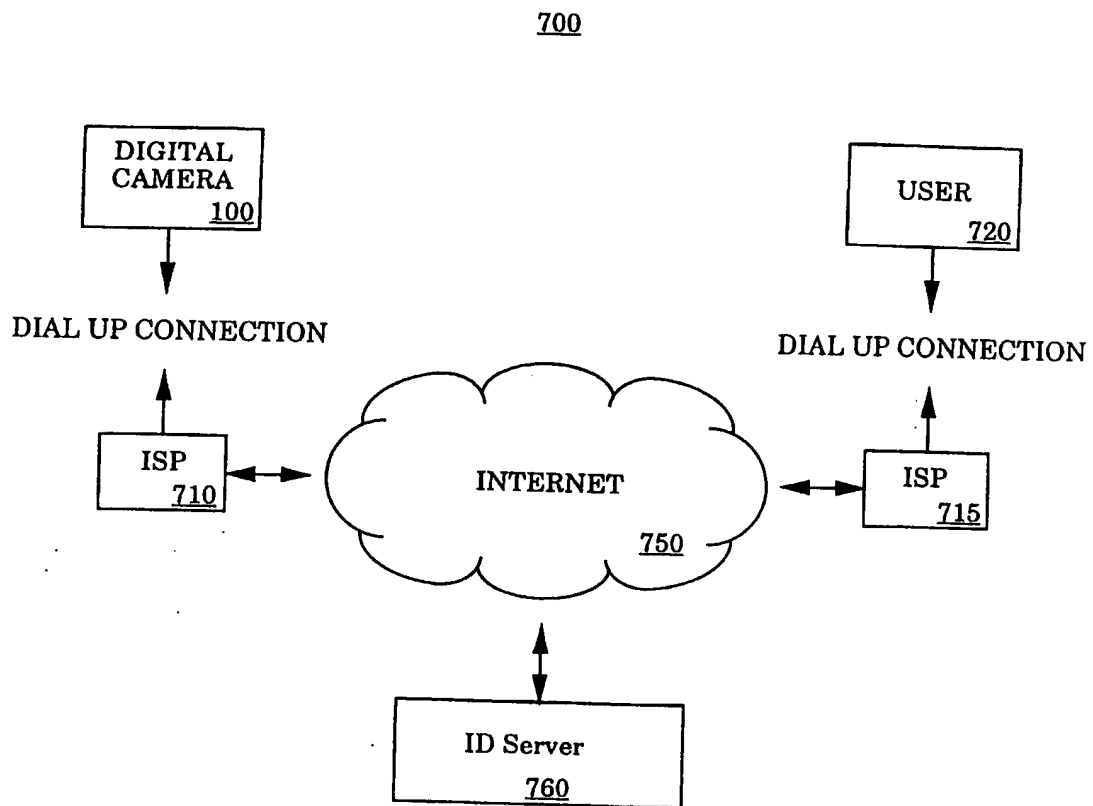 700
DIGITAL
CAMERA
100
USER
720
DIAL UP CONNECTION
DIAL UP CONNECTION
ISP
710
INTERNET
750
ISP
715
ID Server
760